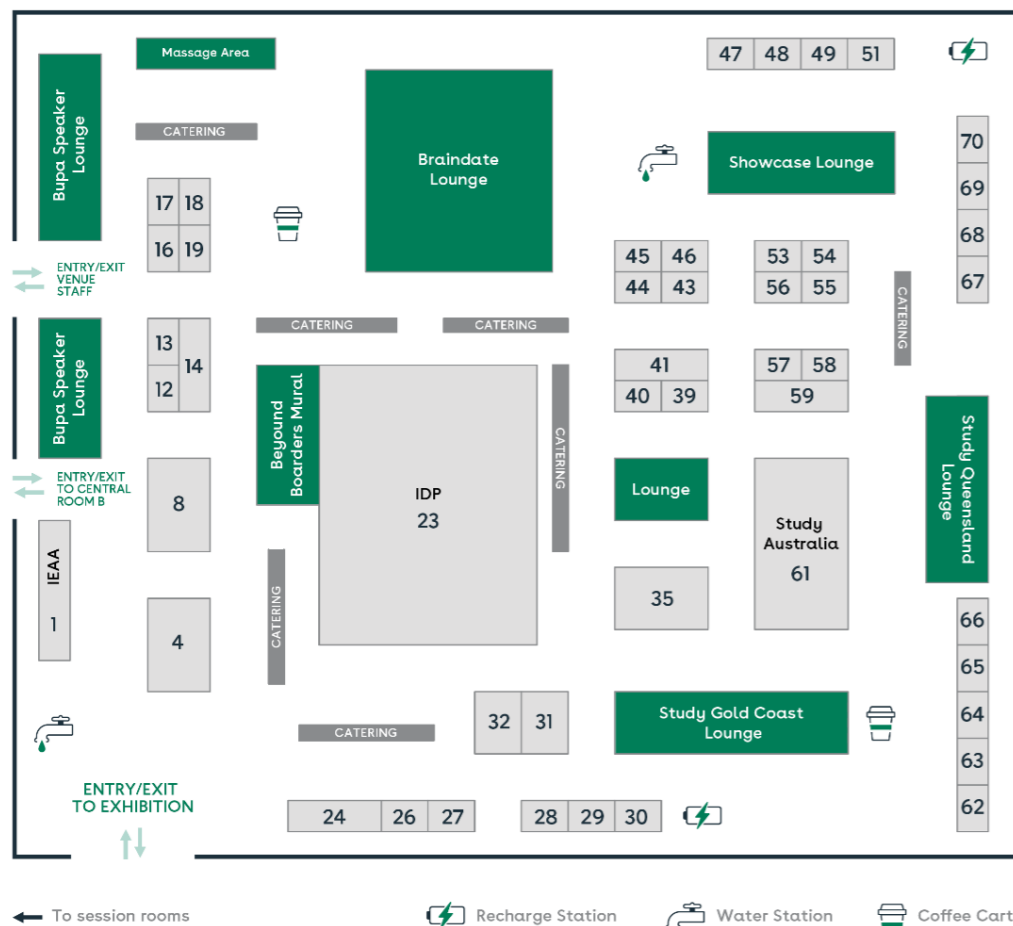 Massage Area
47 48 49 51
Bupa Speaker
Lounge
CATERING
Braindate
Lounge
Showcase Lounge
70
69
68
67
17 18
16 19
ENTRY/EXIT
VENUE
STAFF
45 46
44 43
53 54
56 55
CATERING
CATERING
CATERING
Bupa Speaker
Lounge
13
14
12
Beyound
Boarders Mural
IDP
23
CATERING
41
40 39
57 58
59
Study Queensland
Lounge
ENTRY/EXIT
TO CENTRAL
ROOM B
8
Lounge
Study
Australia
61
IEAA
1
CATERING
35
4
66
65
64
63
62
32 31
Study Gold Coast
Lounge
CATERING
ENTRY/EXIT
TO EXHIBITION
24 26 27
28 29 30
To session rooms
Recharge Station
Water Station
Coffee Cart